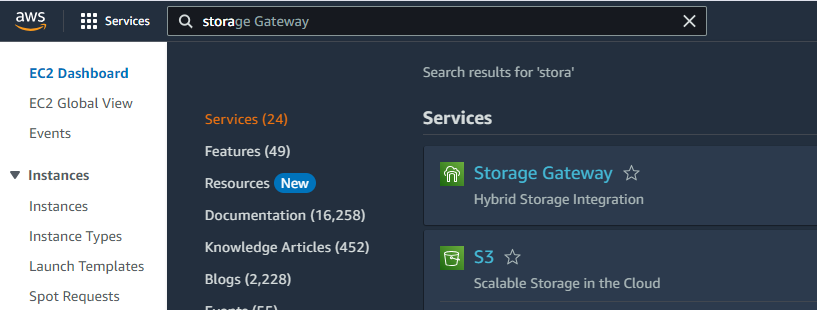 aws
Services
storage Gateway
EC2 Dashboard
EC2 Global View
Events
Instances
Instances
Instance Types
Launch Templates
Spot Requests
Search results for 'stora'
Services (24)
Features (49)
Resources New
Documentation (16,258)
Knowledge Articles (452)
Blogs (2,228)
Events (55)
Services
Storage Gateway
Hybrid Storage Integration
S3
Scalable Storage in the Cloud